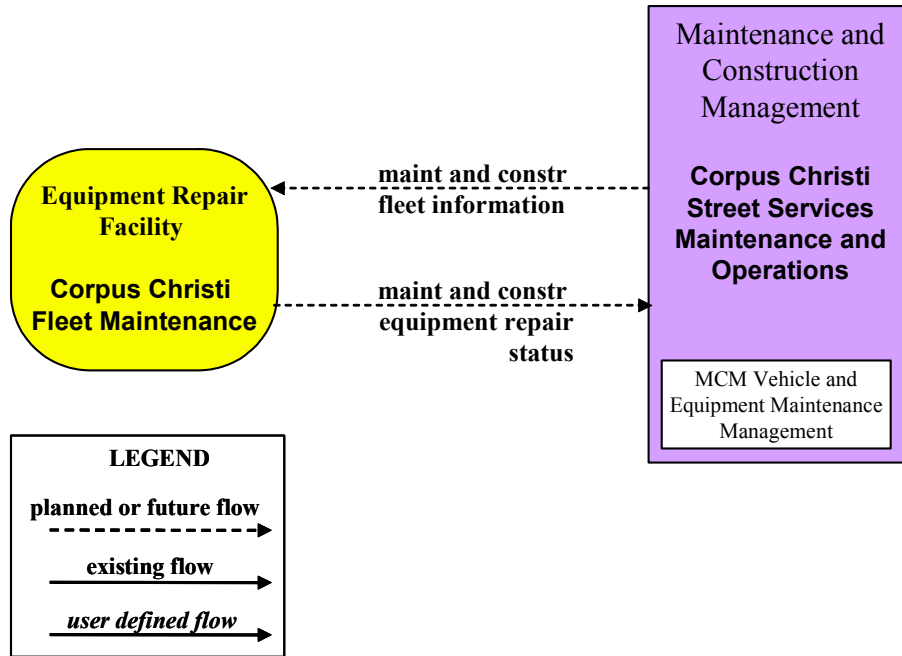 Maintenance and
Construction
Management
Corpus Christi
Street Services
Maintenance and
Operations
MCM Vehicle and
Equipment Maintenance
Management
maint and constr
fleet information
maint and constr
equipment repair
status
Equipment Repair
Facility
Corpus Christi
Fleet Maintenance
LEGEND
planned or future flow
existing flow
user defined flow